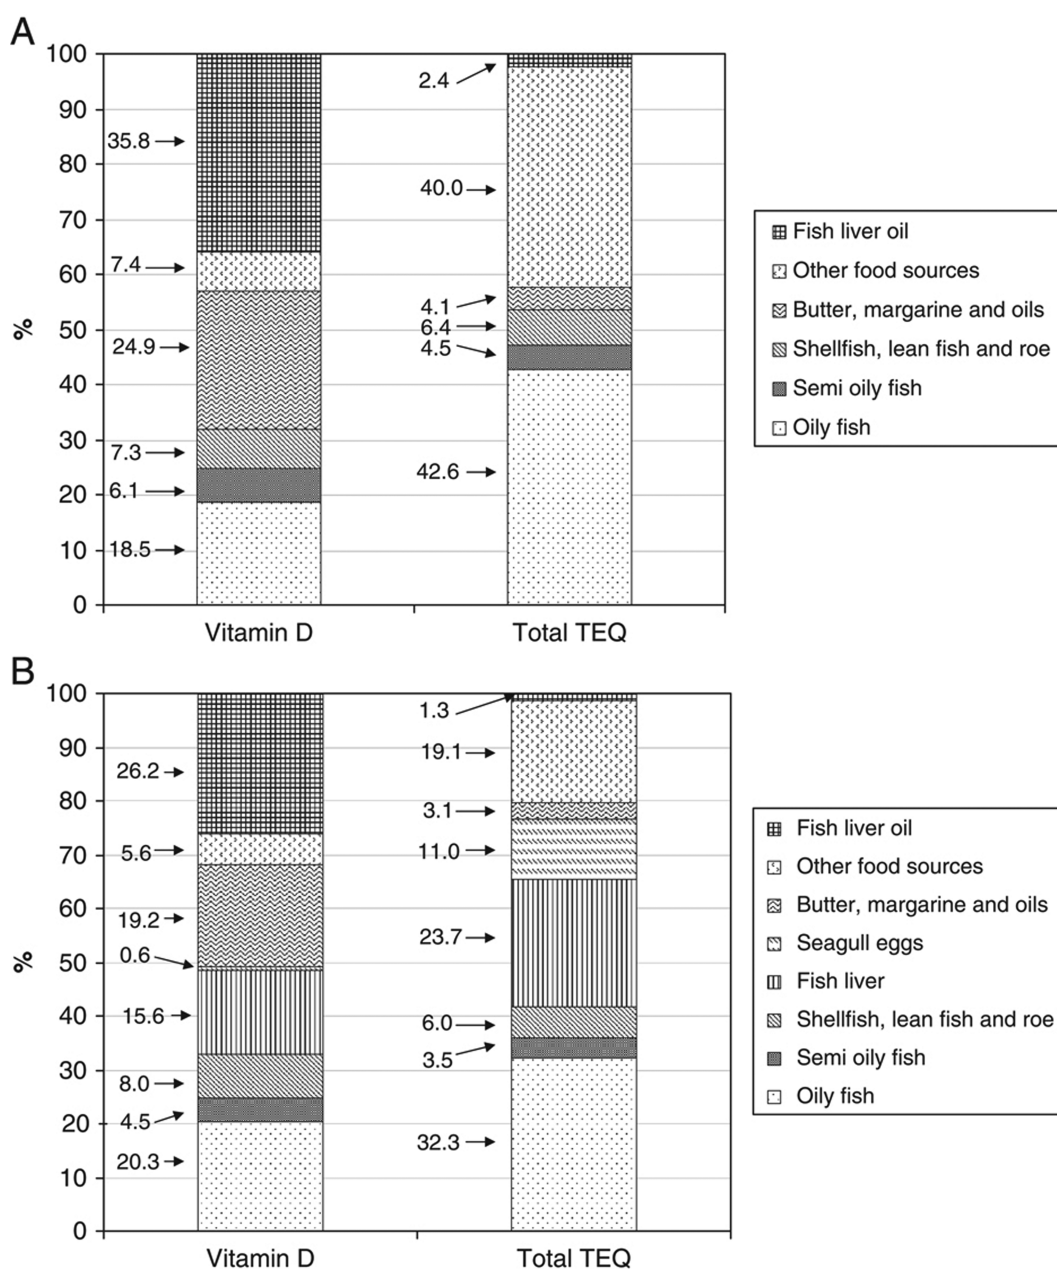 A
100
90
80
70
60
50
40
30
20
10
0
%
35.8
7.4
24.9
7.3
6.1
18.5
2.4
40.0
4.1
6.4
4.5
42.6
Vitamin D
Total TEQ
Fish liver oil
Other food sources
Butter, margarine and oils
Shellfish, lean fish and roe
Semi oily fish
Oily fish
B
100
90
80
70
60
50
40
30
20
10
0
%
26.2
5.6
19.2
0.6
15.6
8.0
4.5
20.3
1.3
19.1
3.1
11.0
23.7
6.0
3.5
32.3
Vitamin D
Total TEQ
Fish liver oil
Other food sources
Butter, margarine and oils
Seagull eggs
Fish liver
Shellfish, lean fish and roe
Semi oily fish
Oily fish